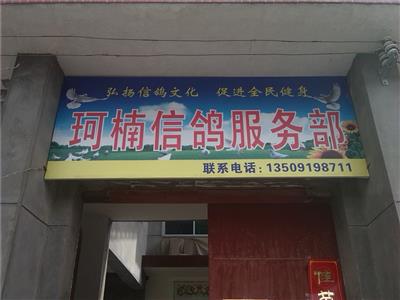 弘扬信鸽文化 促进全民健身
珂楠信鸽服务部
联系电话：13509198711
佳